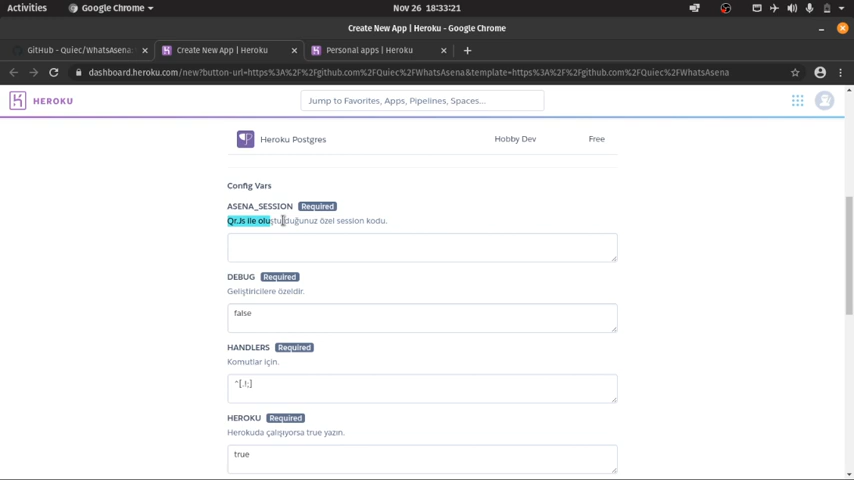 Activities
Google Chrome
Nov 26 18:33:21
Create New App | Heroku - Google Chrome
GitHub - Quiec/WhatsAsena:
Create New App | Heroku
Personal apps | Heroku
dashboard.heroku.com/new?button-url=https%3A%2F%2Fgithub.com%2FQuiec%2FWhatsAsena&template=https%3A%2F%2Fgithub.com%2FQuiec%2FWhatsAsena
HEROKU
Jump to Favorites, Apps, Pipelines, Spaces...
Heroku Postgres Hobby Dev Free
Config Vars
ASENA_SESSION Required
Qr.Js ile oluşturduğunuz özel session kodu.
DEBUG Required
Geliştiricilere özeldir.
false
HANDLERS Required
Komutlar için.
^[.!;]
HEROKU Required
Herokuda çalışıyorsa true yazın.
true